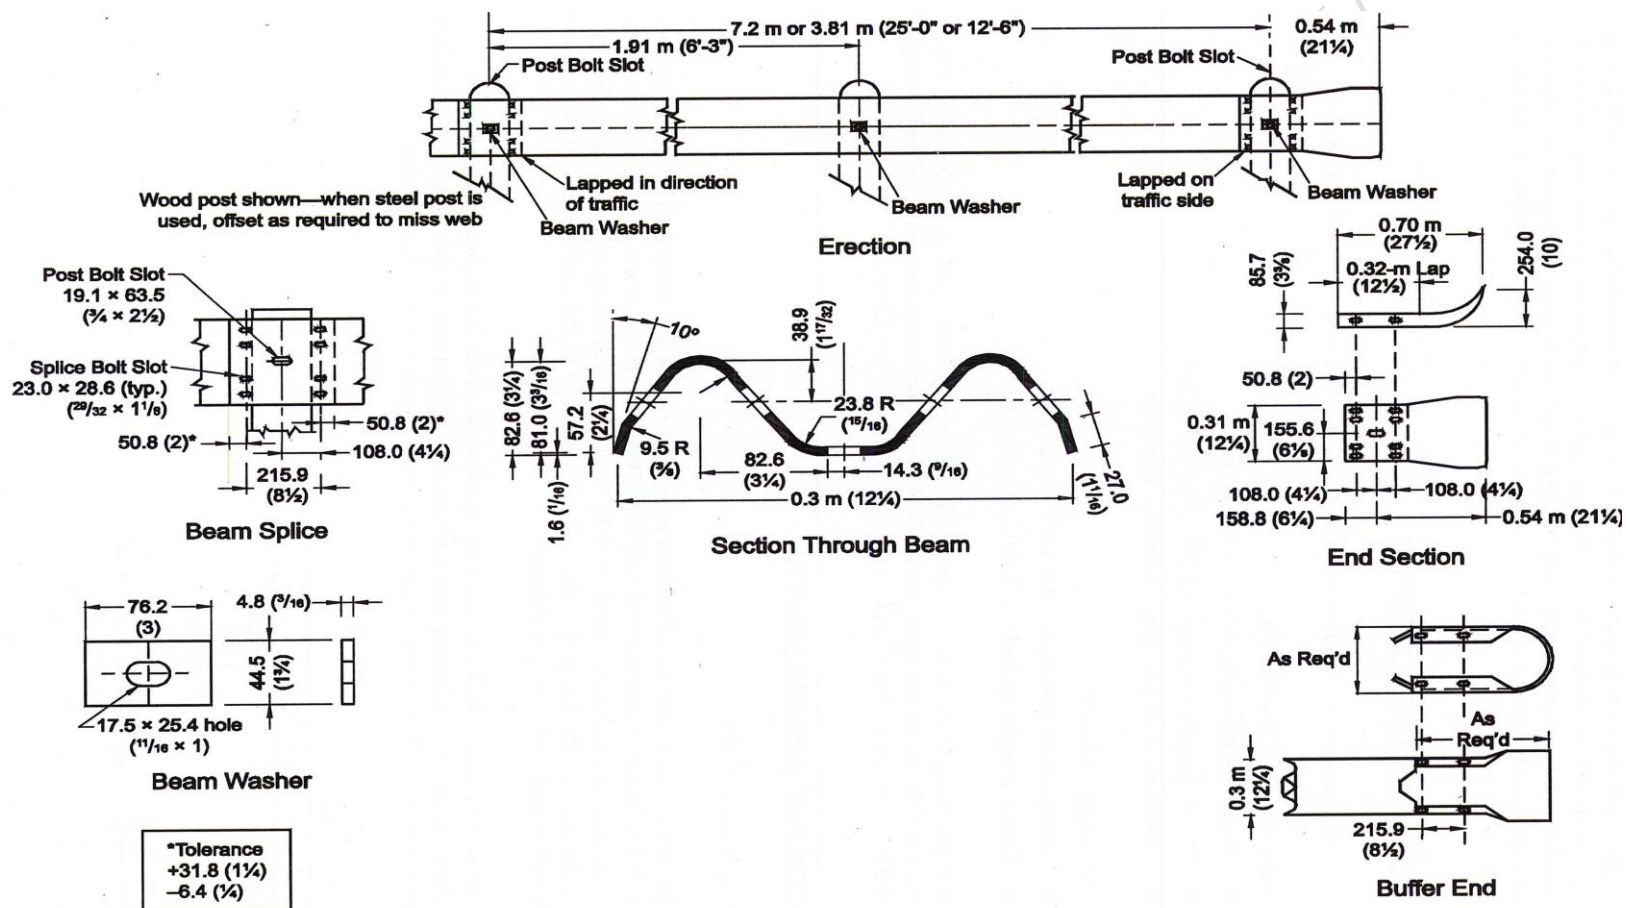 7.2 m or 3.81 m (25'-0" or 12'-6")
0.54 m
(21¼)
1.91 m (6'-3")
Post Bolt Slot
Post Bolt Slot
Wood post shown—when steel post is
used, offset as required to miss web
Lapped in direction
of traffic
Beam Washer
Beam Washer
Lapped on
traffic side
Beam Washer
Erection
Post Bolt Slot
19.1 × 63.5
(¾ × 2½)
Splice Bolt Slot
23.0 × 28.6 (typ.)
(29/32 × 1⅛)
50.8 (2)*
50.8 (2)*
108.0 (4¼)
215.9
(8½)
Beam Splice
10°
38.9
(1 17/32)
82.6 (3¼)
81.0 (3 3/16)
57.2
(2¼)
1.6 (1/16)
9.5 R
(⅜)
23.8 R
(15/16)
82.6
(3¼)
14.3 (9/16)
27.0
(1 1/16)
0.3 m (12¼)
Section Through Beam
0.70 m
(27½)
254.0
(10)
85.7
(3⅜)
0.32-m Lap
(12½)
50.8 (2)
0.31 m
(12¼)
155.6
(6⅛)
108.0 (4¼)
108.0 (4¼)
158.8 (6¼)
0.54 m (21¼)
End Section
76.2
(3)
4.8 (3/16)
44.5
(1¾)
17.5 × 25.4 hole
(11/16 × 1)
Beam Washer
As Req'd
As
Req'd
0.3 m
(12¼)
215.9
(8½)
Buffer End
*Tolerance
+31.8 (1¼)
–6.4 (¼)